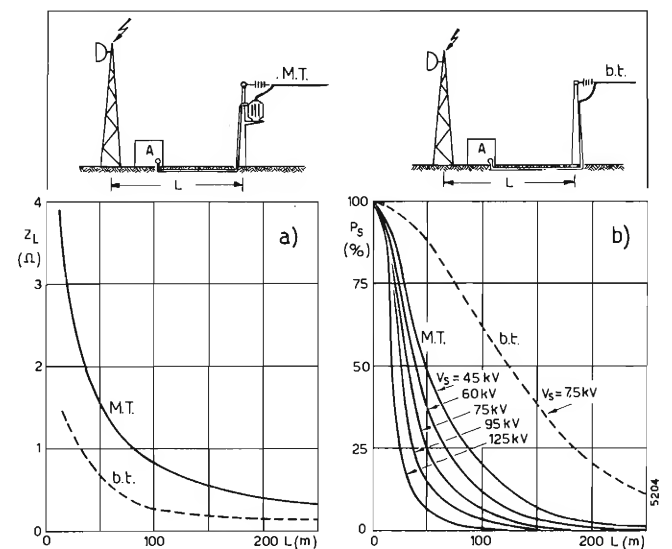 M.T.
b.t.
A
A
L
L
4
Z_L
(Ω)
3
2
1
0
a)
M.T.
b.t.
0
100
200 L (m)
100
P_S
(%)
75
50
25
0
b)
M.T.
b.t.
V_S = 45 kV
60 kV
75 kV
95 kV
125 kV
V_S = 7.5 kV
0
100
200 L (m)
5204